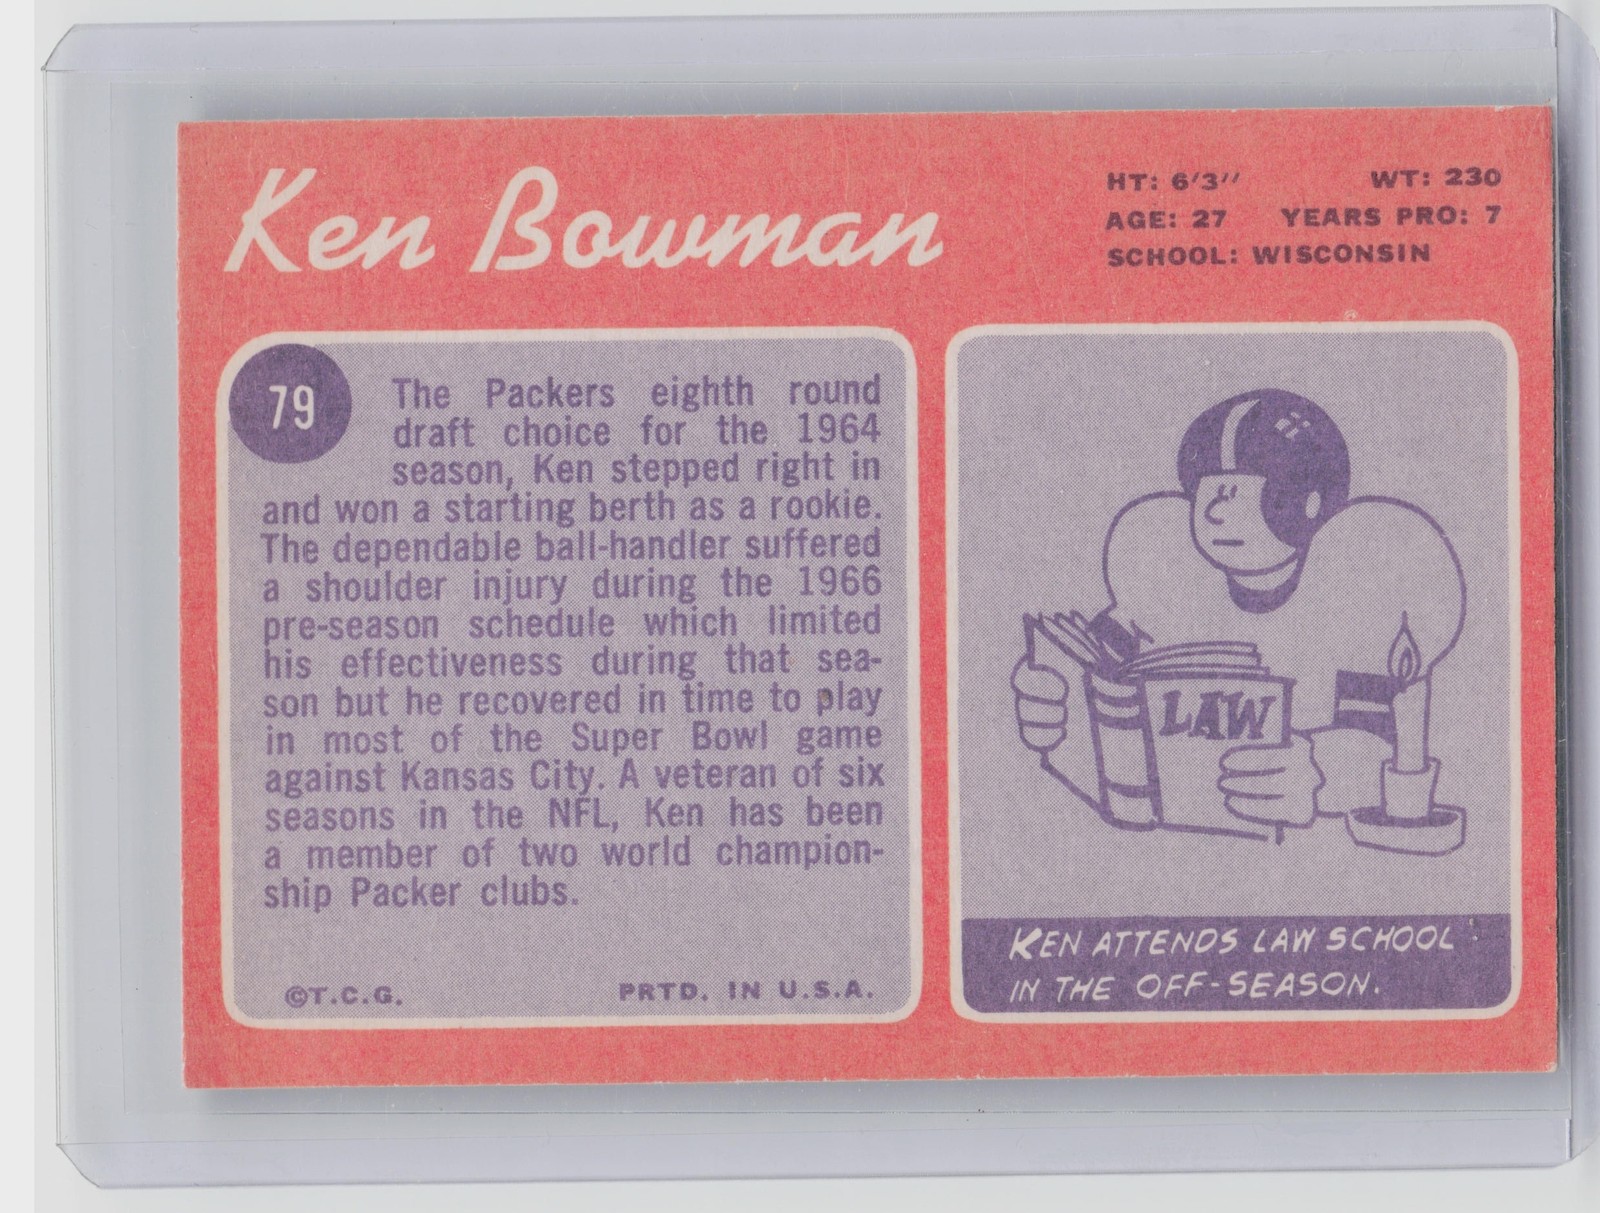 Ken Bowman
HT: 6'3" WT: 230
AGE: 27 YEARS PRO: 7
SCHOOL: WISCONSIN
79
The Packers eighth round
draft choice for the 1964
season, Ken stepped right in
and won a starting berth as a rookie.
The dependable ball-handler suffered
a shoulder injury during the 1966
pre-season schedule which limited
his effectiveness during that sea-
son but he recovered in time to play
in most of the Super Bowl game
against Kansas City. A veteran of six
seasons in the NFL, Ken has been
a member of two world champion-
ship Packer clubs.
©T.C.G. PRTD. IN U.S.A.
LAW
KEN ATTENDS LAW SCHOOL
IN THE OFF-SEASON.